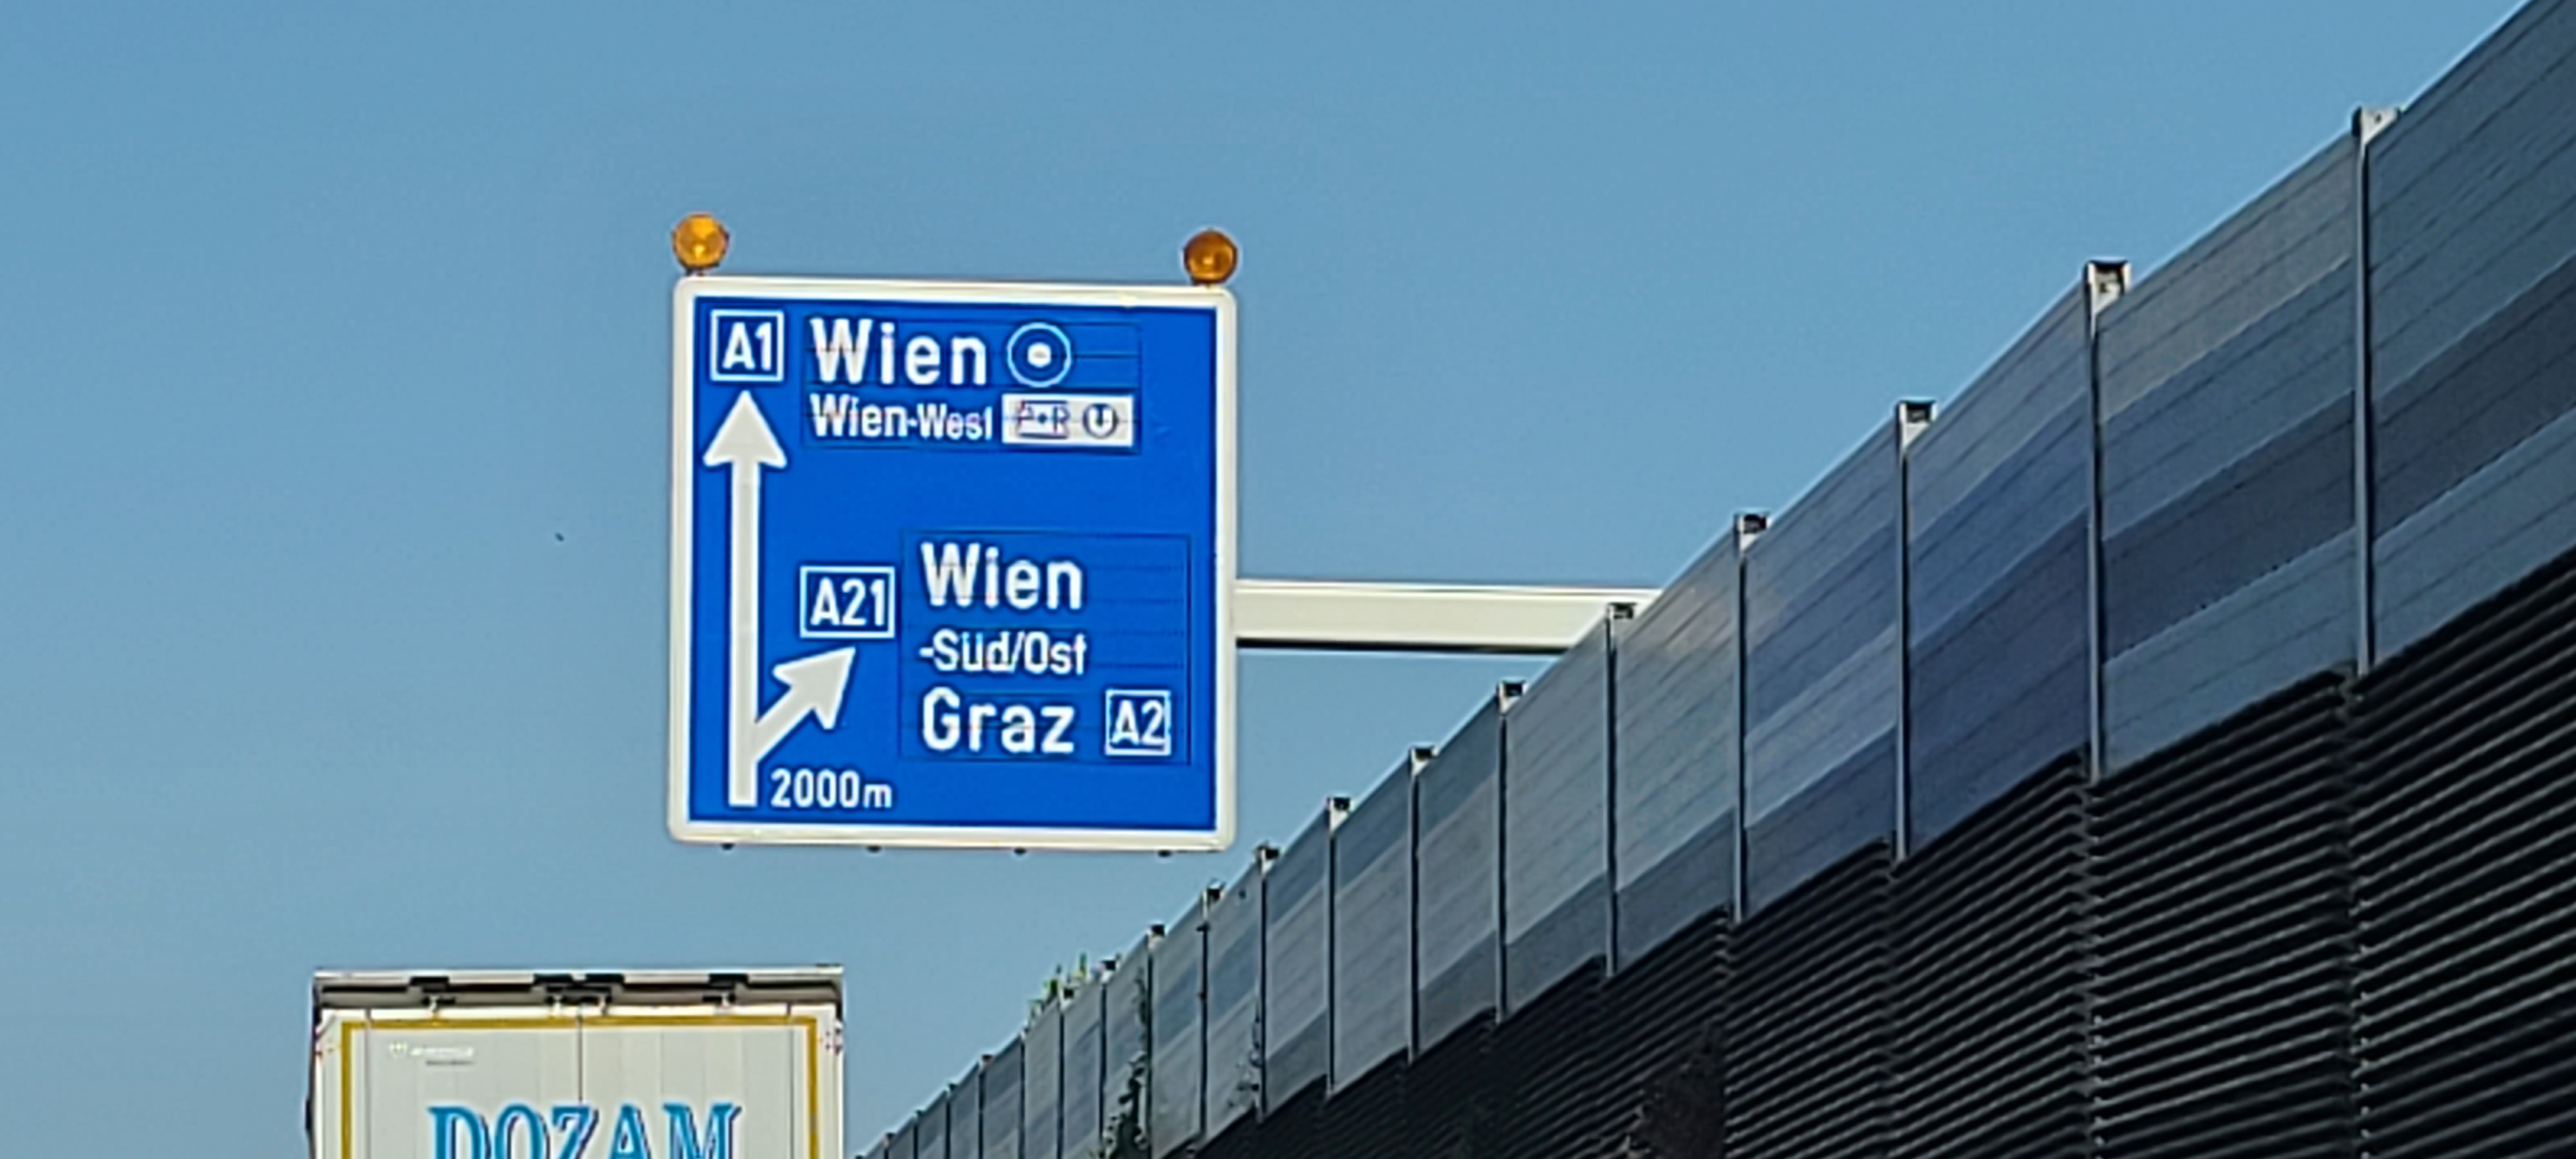 A1 Wien
Wien-West P+R U
A21 Wien
-Süd/Ost
Graz A2
2000m
DOZAM